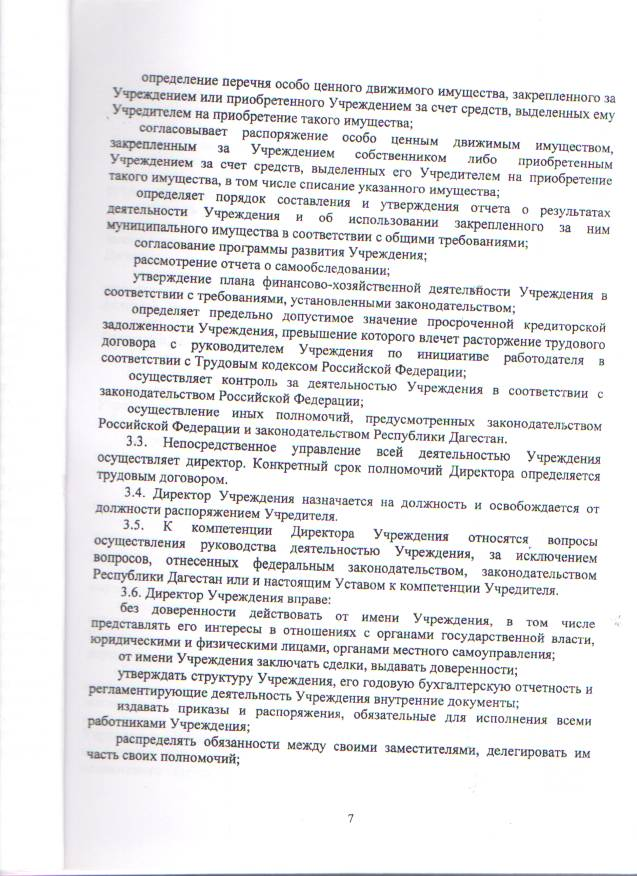 определение перечня особо ценного движимого имущества, закрепленного за
Учреждением или приобретенного Учреждением за счет средств, выделенных ему
Учредителем на приобретение такого имущества;
согласовывает распоряжение особо ценным движимым имуществом,
закрепленным за Учреждением собственником либо приобретенным
Учреждением за счет средств, выделенных его Учредителем на приобретение
такого имущества, в том числе списание указанного имущества;
определяет порядок составления и утверждения отчета о результатах
деятельности Учреждения и об использовании закрепленного за ним
муниципального имущества в соответствии с общими требованиями;
согласование программы развития Учреждения;
рассмотрение отчета о самообследовании;
утверждение плана финансово-хозяйственной деятельности Учреждения в
соответствии с требованиями, установленными законодательством;
определяет предельно допустимое значение просроченной кредиторской
задолженности Учреждения, превышение которого влечет расторжение трудового
договора с руководителем Учреждения по инициативе работодателя в
соответствии с Трудовым кодексом Российской Федерации;
осуществляет контроль за деятельностью Учреждения в соответствии с
законодательством Российской Федерации;
осуществление иных полномочий, предусмотренных законодательством
Российской Федерации и законодательством Республики Дагестан.
3.3. Непосредственное управление всей деятельностью Учреждения
осуществляет директор. Конкретный срок полномочий Директора определяется
трудовым договором.
3.4. Директор Учреждения назначается на должность и освобождается от
должности распоряжением Учредителя.
3.5. К компетенции Директора Учреждения относятся вопросы
осуществления руководства деятельностью Учреждения, за исключением
вопросов, отнесенных федеральным законодательством, законодательством
Республики Дагестан или и настоящим Уставом к компетенции Учредителя.
3.6. Директор Учреждения вправе:
без доверенности действовать от имени Учреждения, в том числе
представлять его интересы в отношениях с органами государственной власти,
юридическими и физическими лицами, органами местного самоуправления;
от имени Учреждения заключать сделки, выдавать доверенности;
утверждать структуру Учреждения, его годовую бухгалтерскую отчетность и
регламентирующие деятельность Учреждения внутренние документы;
издавать приказы и распоряжения, обязательные для исполнения всеми
работниками Учреждения;
распределять обязанности между своими заместителями, делегировать им
часть своих полномочий;
7